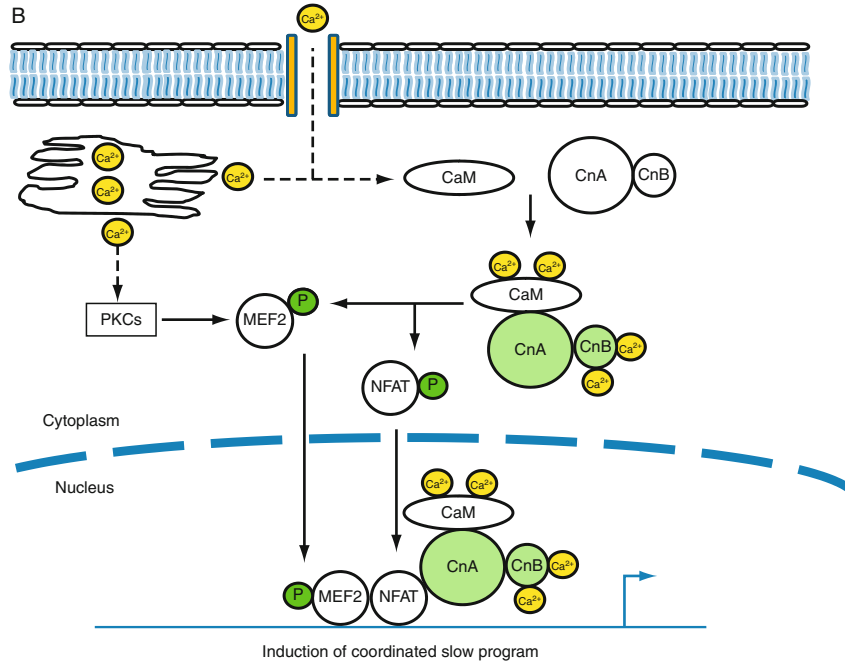 B
Ca²⁺
Ca²⁺
Ca²⁺
Ca²⁺
Ca²⁺
CaM
CnA
CnB
Ca²⁺
Ca²⁺
CaM
PKCs
MEF2
P
CnA
CnB
Ca²⁺
Ca²⁺
NFAT
P
Cytoplasm
Nucleus
Ca²⁺
Ca²⁺
CaM
CnA
CnB
Ca²⁺
Ca²⁺
P
MEF2
NFAT
Induction of coordinated slow program